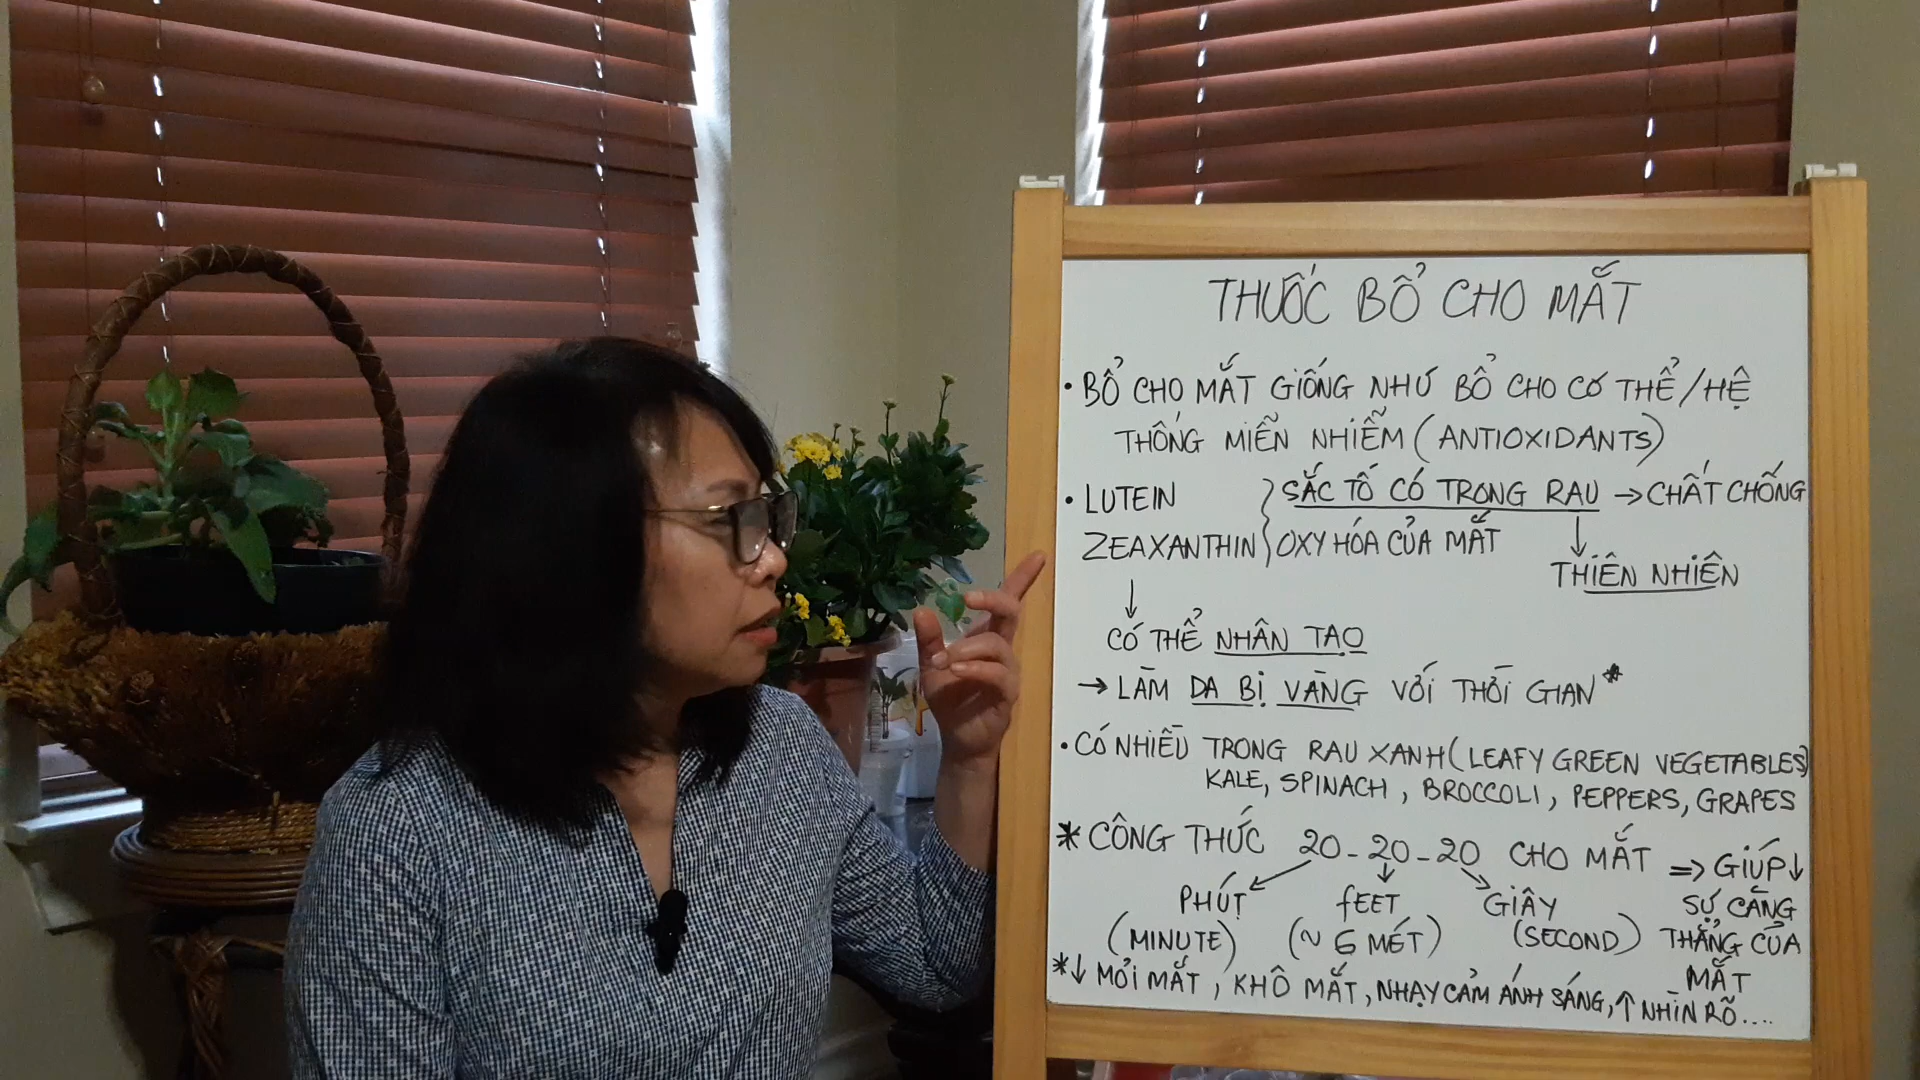 THUỐC BỔ CHO MẮT
• BỔ CHO MẮT GIỐNG NHƯ BỔ CHO CƠ THỂ / HỆ
THỐNG MIỄN NHIỄM (ANTIOXIDANTS)
• LUTEIN } SẮC TỐ CÓ TRONG RAU → CHẤT CHỐNG
ZEAXANTHIN } OXY HÓA CỦA MẮT ↓
↓ THIÊN NHIÊN
CÓ THỂ NHÂN TẠO
→ LÀM DA BỊ VÀNG VỚI THỜI GIAN *
• CÓ NHIỀU TRONG RAU XANH (LEAFY GREEN VEGETABLES)
KALE, SPINACH, BROCCOLI, PEPPERS, GRAPES
* CÔNG THỨC 20 - 20 - 20 CHO MẮT => GIÚP ↓
PHÚT fEET GIÂY SỰ CĂNG
(MINUTE) (~ 6 MÉT) (SECOND) THẲNG CỦA
MẮT
* ↓ MỎI MẮT, KHÔ MẮT, NHẠY CẢM ÁNH SÁNG, ↑ NHÌN RÕ....